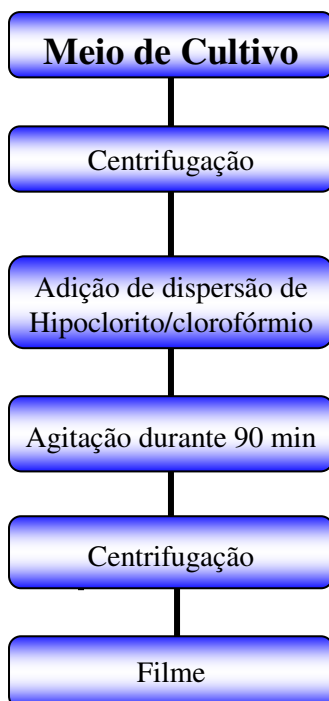 Meio de Cultivo
Centrifugação
Adição de dispersão de
Hipoclorito/clorofórmio
Agitação durante 90 min
Centrifugação
Filme